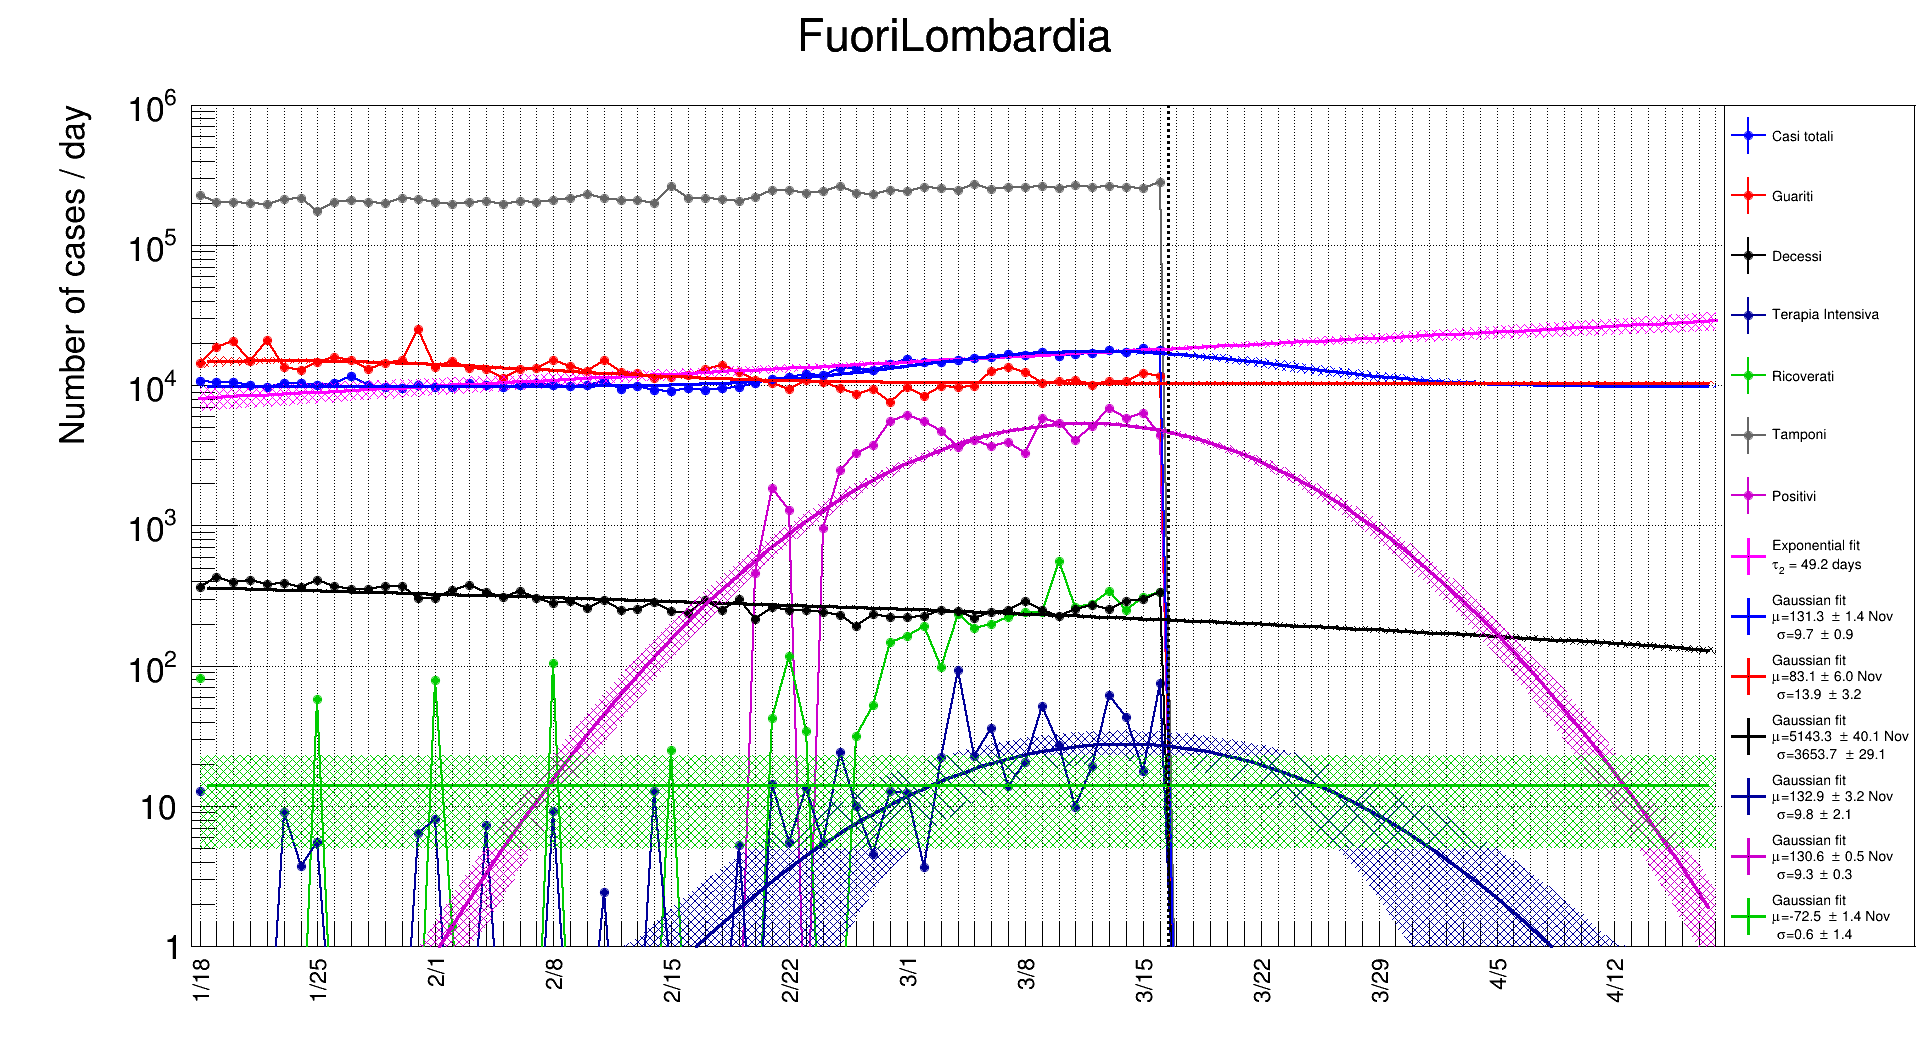 FuoriLombardia
Number of cases / day
10^6
10^5
10^4
10^3
10^2
10
1
1/18
1/25
2/1
2/8
2/15
2/22
3/1
3/8
3/15
3/22
3/29
4/5
4/12
Casi totali
Guariti
Decessi
Terapia Intensiva
Ricoverati
Tamponi
Positivi
Exponential fit
τ₂ = 49.2 days
Gaussian fit
μ=131.3 ± 1.4 Nov
σ=9.7 ± 0.9
Gaussian fit
μ=83.1 ± 6.0 Nov
σ=13.9 ± 3.2
Gaussian fit
μ=5143.3 ± 40.1 Nov
σ=3653.7 ± 29.1
Gaussian fit
μ=132.9 ± 3.2 Nov
σ=9.8 ± 2.1
Gaussian fit
μ=130.6 ± 0.5 Nov
σ=9.3 ± 0.3
Gaussian fit
μ=-72.5 ± 1.4 Nov
σ=0.6 ± 1.4